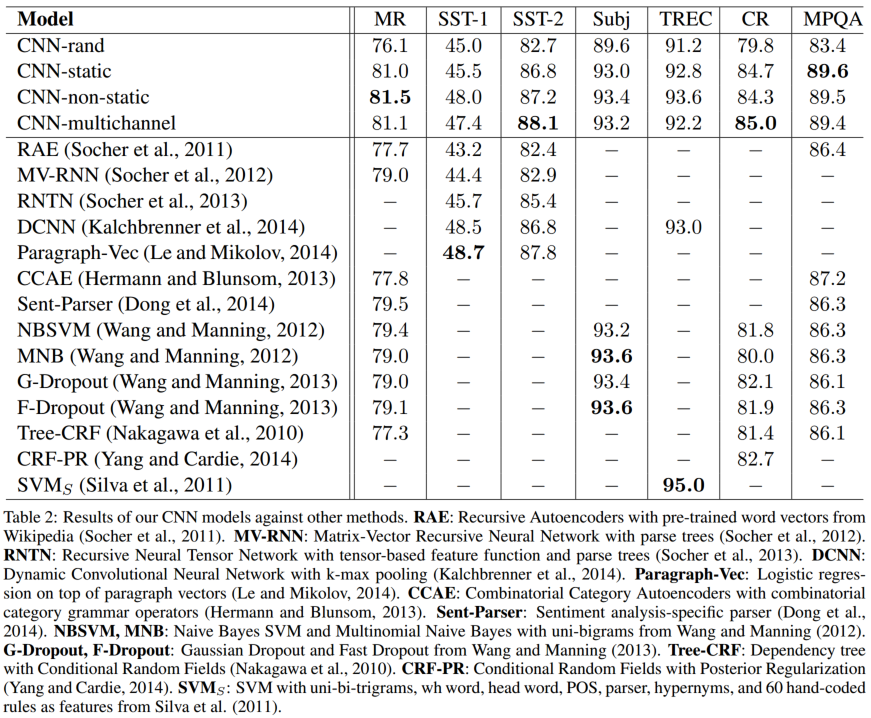 Model MR SST-1 SST-2 Subj TREC CR MPQA
CNN-rand 76.1 45.0 82.7 89.6 91.2 79.8 83.4
CNN-static 81.0 45.5 86.8 93.0 92.8 84.7 89.6
CNN-non-static 81.5 48.0 87.2 93.4 93.6 84.3 89.5
CNN-multichannel 81.1 47.4 88.1 93.2 92.2 85.0 89.4
RAE (Socher et al., 2011) 77.7 43.2 82.4 – – – 86.4
MV-RNN (Socher et al., 2012) 79.0 44.4 82.9 – – – –
RNTN (Socher et al., 2013) – 45.7 85.4 – – – –
DCNN (Kalchbrenner et al., 2014) – 48.5 86.8 – 93.0 – –
Paragraph-Vec (Le and Mikolov, 2014) – 48.7 87.8 – – – –
CCAE (Hermann and Blunsom, 2013) 77.8 – – – – – 87.2
Sent-Parser (Dong et al., 2014) 79.5 – – – – – 86.3
NBSVM (Wang and Manning, 2012) 79.4 – – 93.2 – 81.8 86.3
MNB (Wang and Manning, 2012) 79.0 – – 93.6 – 80.0 86.3
G-Dropout (Wang and Manning, 2013) 79.0 – – 93.4 – 82.1 86.1
F-Dropout (Wang and Manning, 2013) 79.1 – – 93.6 – 81.9 86.3
Tree-CRF (Nakagawa et al., 2010) 77.3 – – – – 81.4 86.1
CRF-PR (Yang and Cardie, 2014) – – – – – 82.7 –
SVMS (Silva et al., 2011) – – – – 95.0 – –
Table 2: Results of our CNN models against other methods. RAE: Recursive Autoencoders with pre-trained word vectors from
Wikipedia (Socher et al., 2011). MV-RNN: Matrix-Vector Recursive Neural Network with parse trees (Socher et al., 2012).
RNTN: Recursive Neural Tensor Network with tensor-based feature function and parse trees (Socher et al., 2013). DCNN:
Dynamic Convolutional Neural Network with k-max pooling (Kalchbrenner et al., 2014). Paragraph-Vec: Logistic regres-
sion on top of paragraph vectors (Le and Mikolov, 2014). CCAE: Combinatorial Category Autoencoders with combinatorial
category grammar operators (Hermann and Blunsom, 2013). Sent-Parser: Sentiment analysis-specific parser (Dong et al.,
2014). NBSVM, MNB: Naive Bayes SVM and Multinomial Naive Bayes with uni-bigrams from Wang and Manning (2012).
G-Dropout, F-Dropout: Gaussian Dropout and Fast Dropout from Wang and Manning (2013). Tree-CRF: Dependency tree
with Conditional Random Fields (Nakagawa et al., 2010). CRF-PR: Conditional Random Fields with Posterior Regularization
(Yang and Cardie, 2014). SVMS: SVM with uni-bi-trigrams, wh word, head word, POS, parser, hypernyms, and 60 hand-coded
rules as features from Silva et al. (2011).